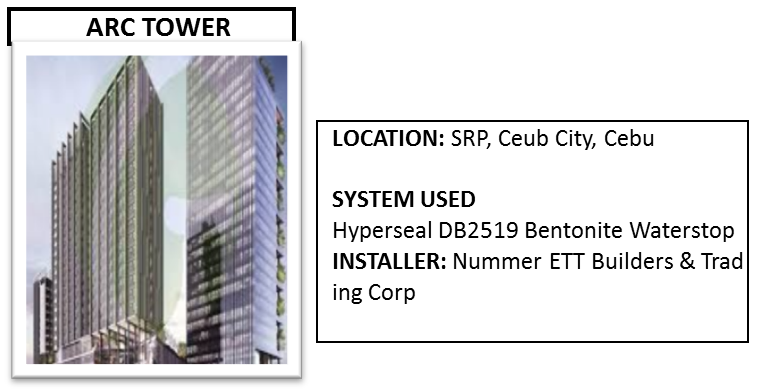 ARC TOWER
LOCATION: SRP, Ceub City, Cebu
SYSTEM USED
Hyperseal DB2519 Bentonite Waterstop
INSTALLER: Nummer ETT Builders & Trad
ing Corp